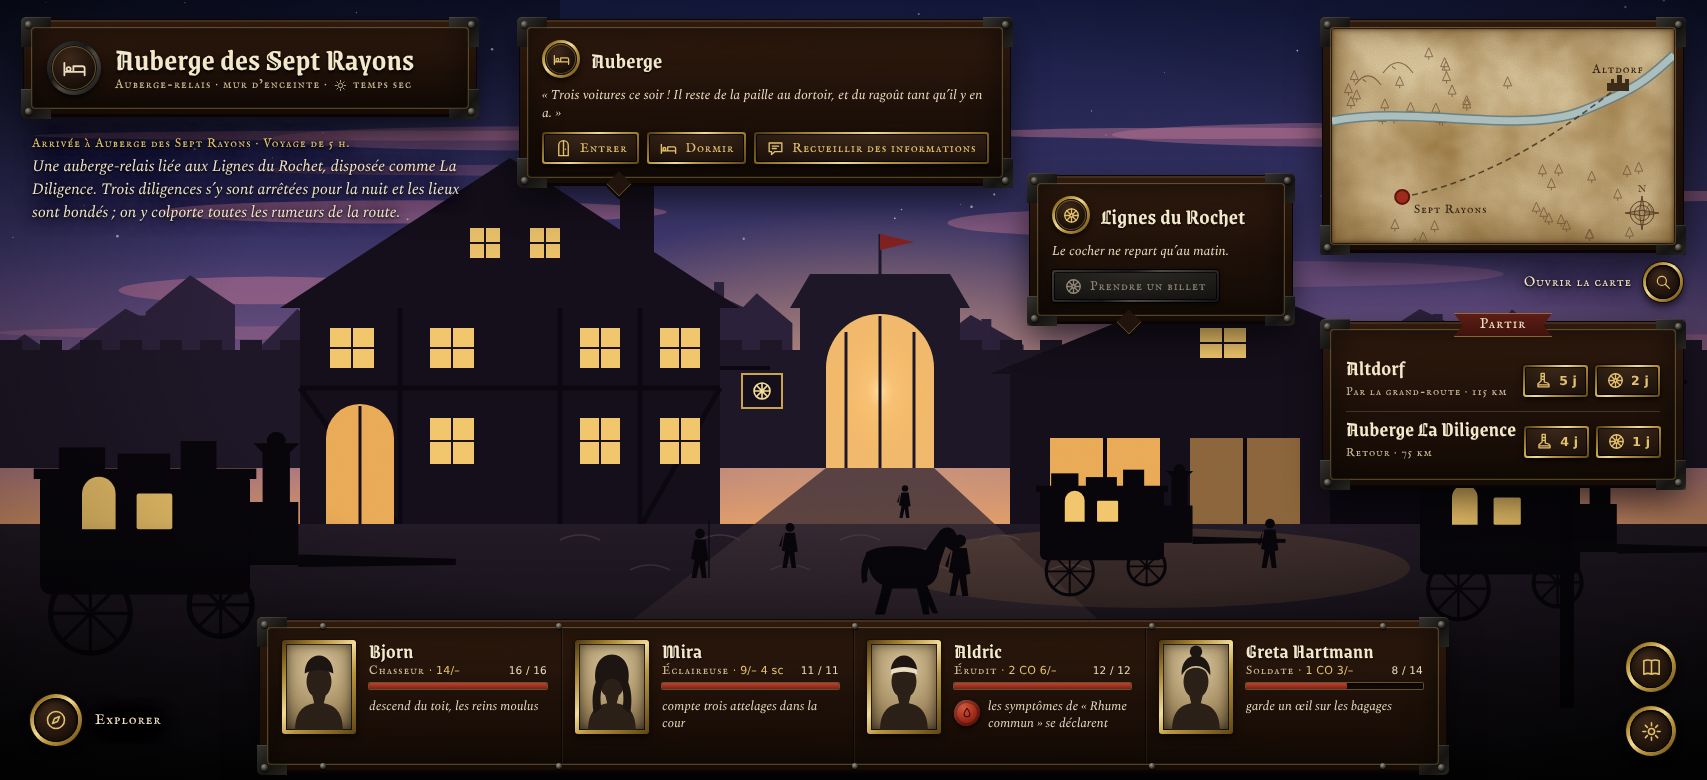 Auberge des Sept Rayons
Auberge-relais · mur d'enceinte · temps sec
Arrivée à Auberge des Sept Rayons · Voyage de 5 h.
Une auberge-relais liée aux Lignes du Rochet, disposée comme La
Diligence. Trois diligences s'y sont arrêtées pour la nuit et les lieux
sont bondés ; on y colporte toutes les rumeurs de la route.
Auberge
« Trois voitures ce soir ! Il reste de la paille au dortoir, et du ragoût tant qu'il y en
a. »
Entrer
Dormir
Recueillir des informations
Lignes du Rochet
Le cocher ne repart qu'au matin.
Prendre un billet
Altdorf
Sept Rayons
N
Ouvrir la carte
Partir
Altdorf
Par la grand-route · 115 km
5 j
2 j
Auberge La Diligence
Retour · 75 km
4 j
1 j
Bjorn
Chasseur · 14/– 16 / 16
descend du toit, les reins moulus
Mira
Éclaireuse · 9/– 4 sc 11 / 11
compte trois attelages dans la
cour
Aldric
Érudit · 2 CO 6/– 12 / 12
les symptômes de « Rhume
commun » se déclarent
Greta Hartmann
Soldate · 1 CO 3/– 8 / 14
garde un œil sur les bagages
Explorer